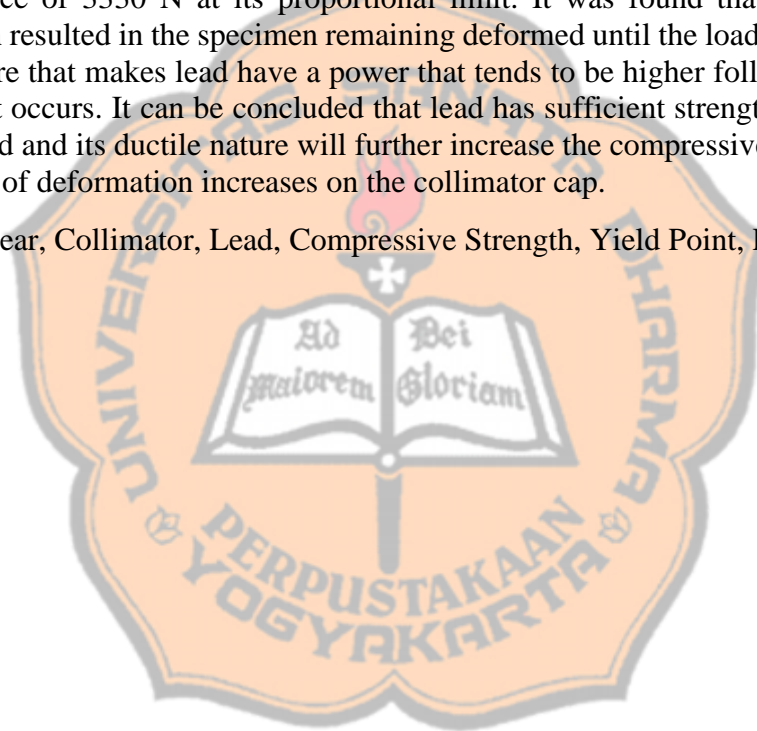 ce of 3330 N at its proportional limit. It was found tha
resulted in the specimen remaining deformed until the load
re that makes lead have a power that tends to be higher foll
t occurs. It can be concluded that lead has sufficient strengt
d and its ductile nature will further increase the compressive
of deformation increases on the collimator cap.
ear, Collimator, Lead, Compressive Strength, Yield Point,
UNIVERSITAS SANATA DHARMA
Ad Maiorem
Dei Gloriam
PERPUSTAKAAN
YOGYAKARTA